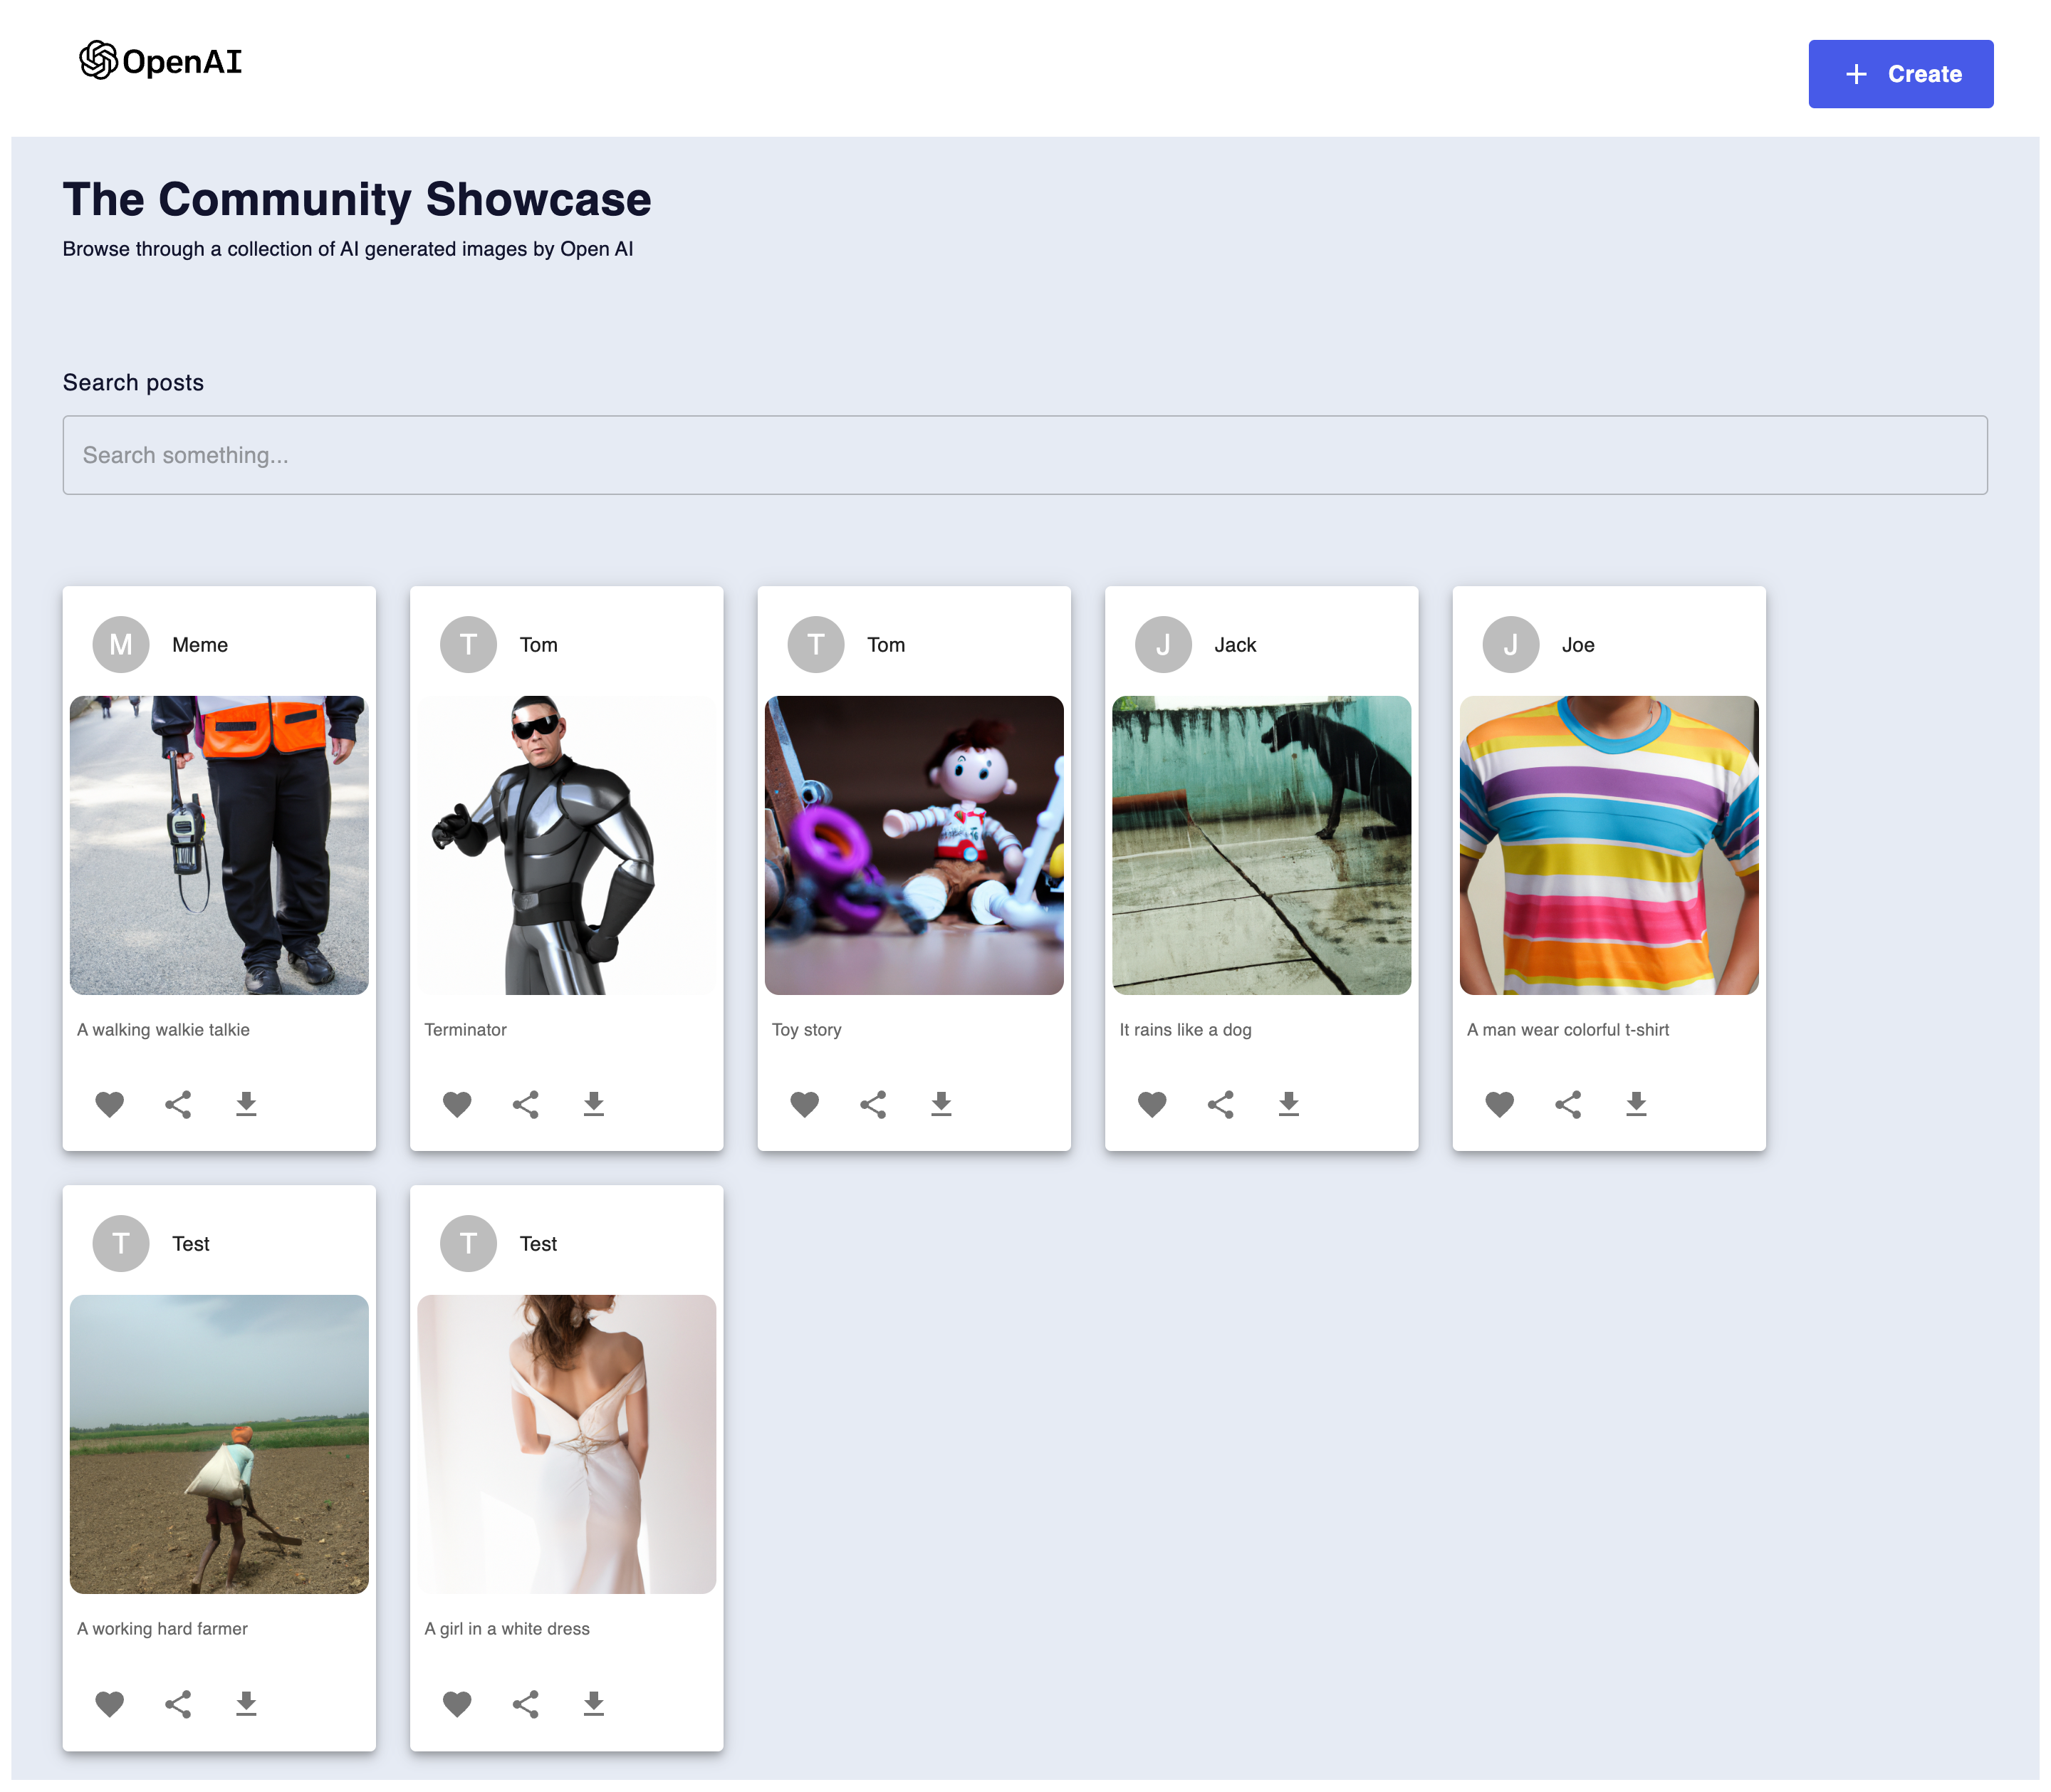 OpenAI
+ Create
The Community Showcase
Browse through a collection of AI generated images by Open AI
Search posts
Search something...
M Meme
T Tom
T Tom
J Jack
J Joe
A walking walkie talkie
Terminator
Toy story
It rains like a dog
A man wear colorful t-shirt
T Test
T Test
A working hard farmer
A girl in a white dress